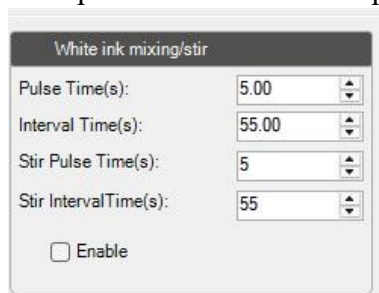 White ink mixing/stir
Pulse Time(s): 5.00
Interval Time(s): 55.00
Stir Pulse Time(s): 5
Stir IntervalTime(s): 55
Enable